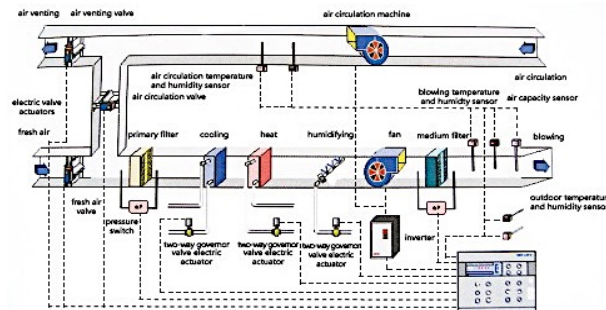 air venting
air venting valve
air circulation machine
air circulation temperature
and humidity sensor
air circulation
electric valve
actuators
air circulation valve
blowing temperature
and humidty sensor
air capacity sensor
fresh air
primary filter
cooling
heat
humidifying
fan
medium filter
blowing
fresh air
valve
pressure
switch
two-way governor
valve electric
actuator
two-way governor
valve electric
actuator
two-way governor
valve electric
actuator
inverter
outdoor temperature
and humidity sensor